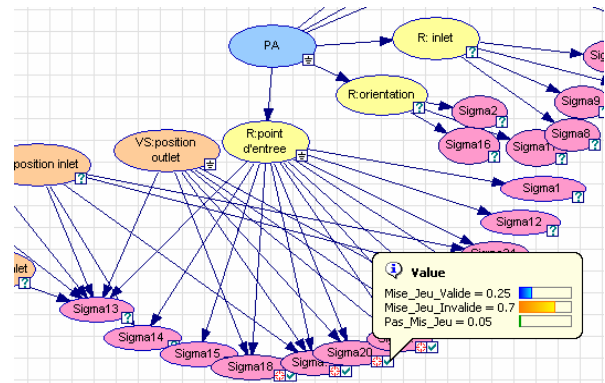 PA
R: inlet
Sig
R:orientation
Sigma9
Sigma2
Sigma8
Sigma16
VS:position
outlet
R:point
d'entree
position inlet
Sigma1
Sigma12
Value
Mise_Jeu_Valide = 0.25
Mise_Jeu_Invalide = 0.7
Pas_Mis_Jeu = 0.05
Sigma13
Sigma14
Sigma15
Sigma18
Sigma20